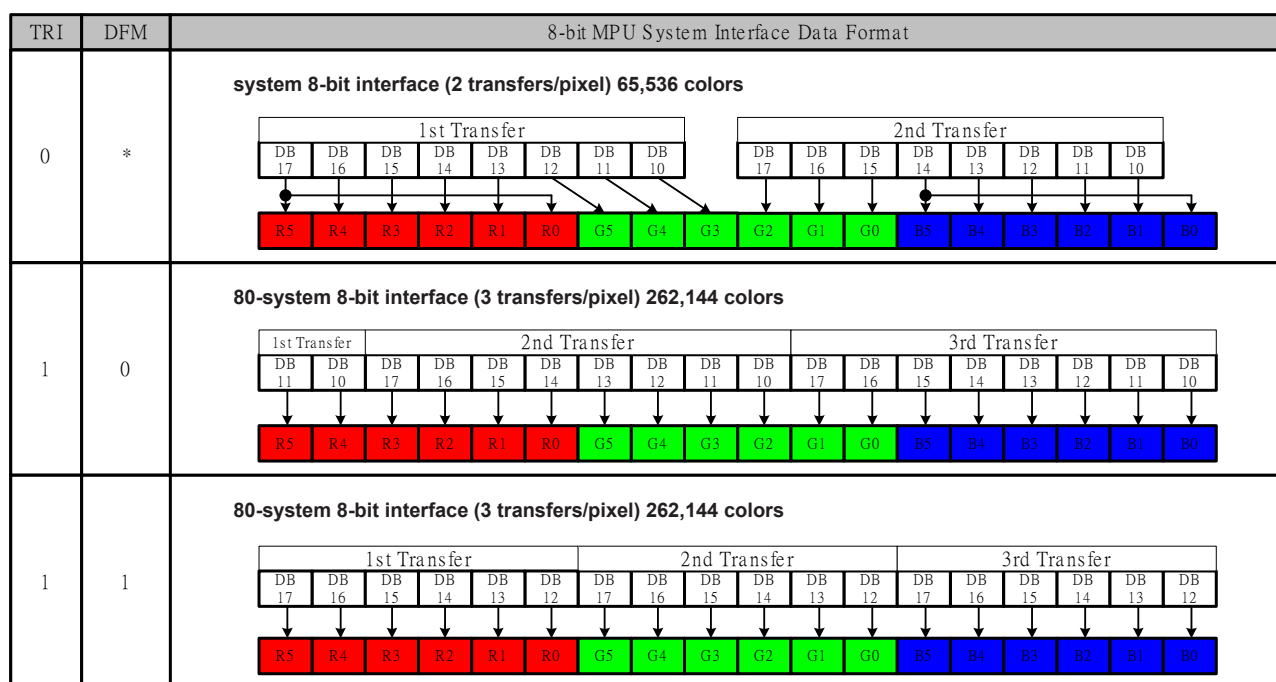 TRI DFM 8-bit MPU System Interface Data Format
system 8-bit interface (2 transfers/pixel) 65,536 colors
1st Transfer 2nd Transfer
0 *
DB 17 DB 16 DB 15 DB 14 DB 13 DB 12 DB 11 DB 10 DB 17 DB 16 DB 15 DB 14 DB 13 DB 12 DB 11 DB 10
R5 R4 R3 R2 R1 R0 G5 G4 G3 G2 G1 G0 B5 B4 B3 B2 B1 B0
80-system 8-bit interface (3 transfers/pixel) 262,144 colors
1st Transfer 2nd Transfer 3rd Transfer
1 0
DB 11 DB 10 DB 17 DB 16 DB 15 DB 14 DB 13 DB 12 DB 11 DB 10 DB 17 DB 16 DB 15 DB 14 DB 13 DB 12 DB 11 DB 10
R5 R4 R3 R2 R1 R0 G5 G4 G3 G2 G1 G0 B5 B4 B3 B2 B1 B0
80-system 8-bit interface (3 transfers/pixel) 262,144 colors
1st Transfer 2nd Transfer 3rd Transfer
1 1
DB 17 DB 16 DB 15 DB 14 DB 13 DB 12 DB 17 DB 16 DB 15 DB 14 DB 13 DB 12 DB 17 DB 16 DB 15 DB 14 DB 13 DB 12
R5 R4 R3 R2 R1 R0 G5 G4 G3 G2 G1 G0 B5 B4 B3 B2 B1 B0